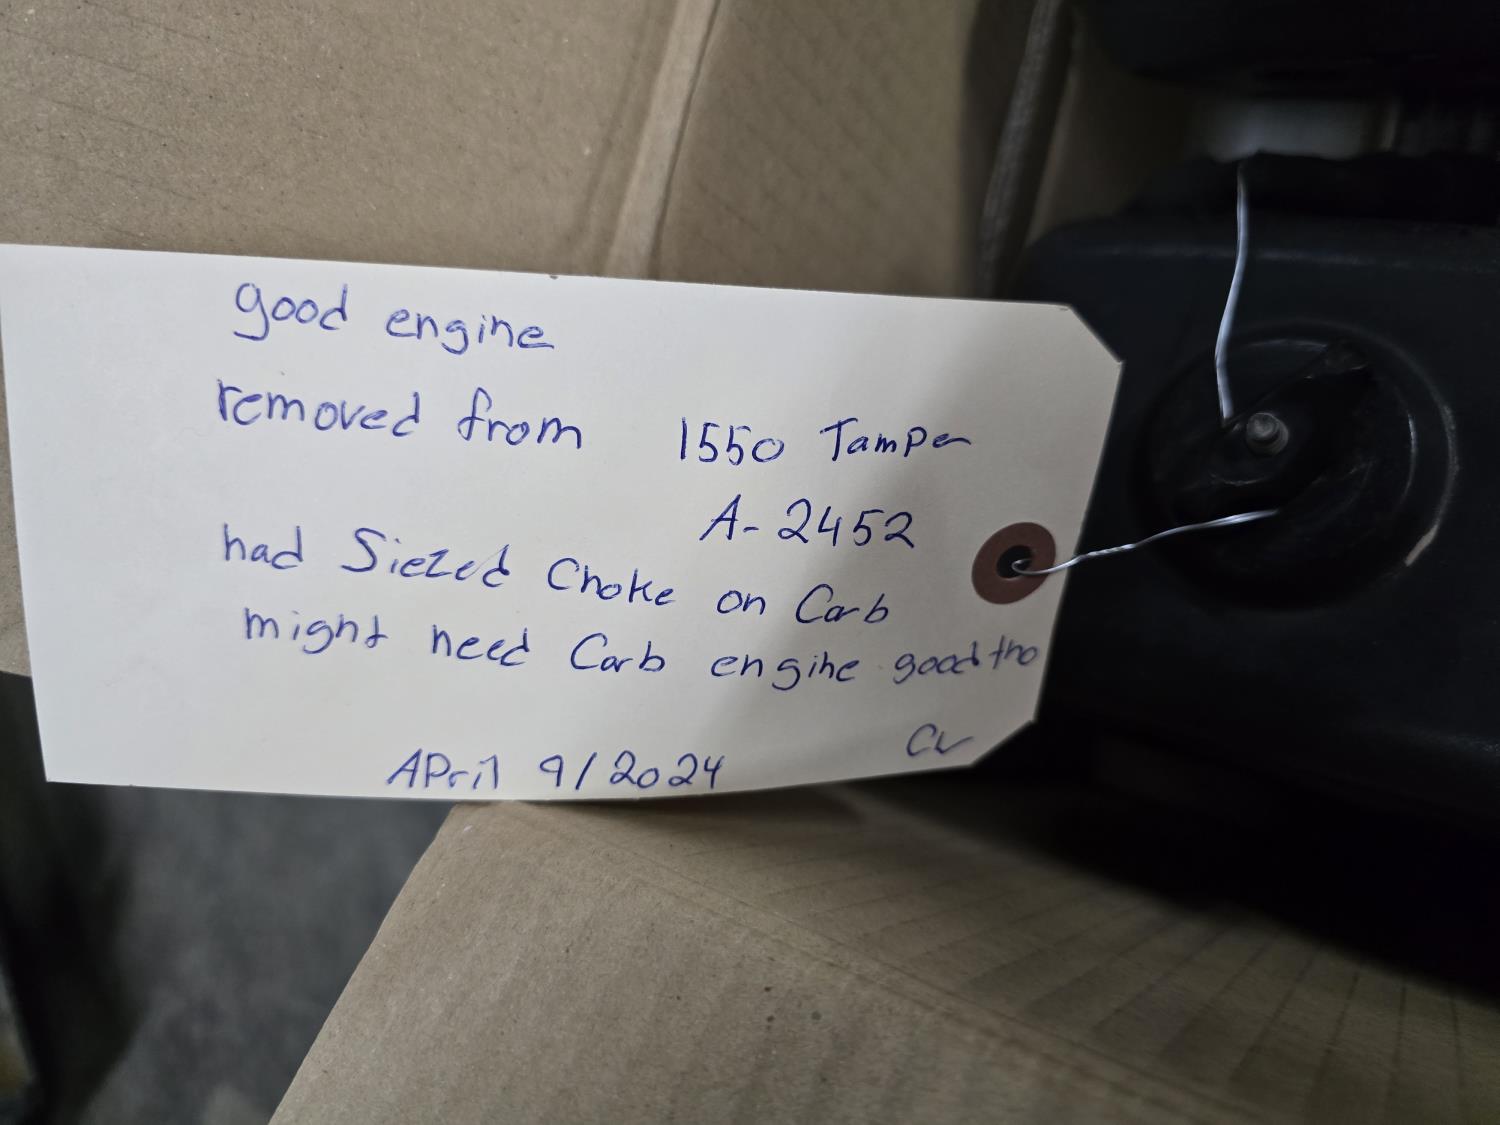 good engine
removed from 1550 Tamper
A-2452
had Siezed Choke on Carb
might need Carb engine good tho
CV
APril 9/2024